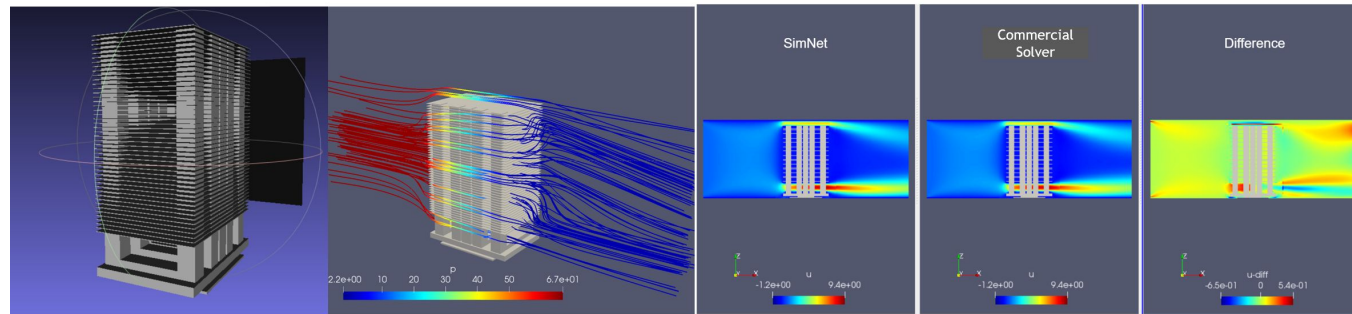 SimNet
Commercial
Solver
Difference
p
2.2e+00 10 20 30 40 50 6.7e+01
z
x
u
-1.2e+00 9.4e+00
z
x
u
-1.2e+00 9.4e+00
z
x
u-diff
-6.5e-01 0 5.4e-01